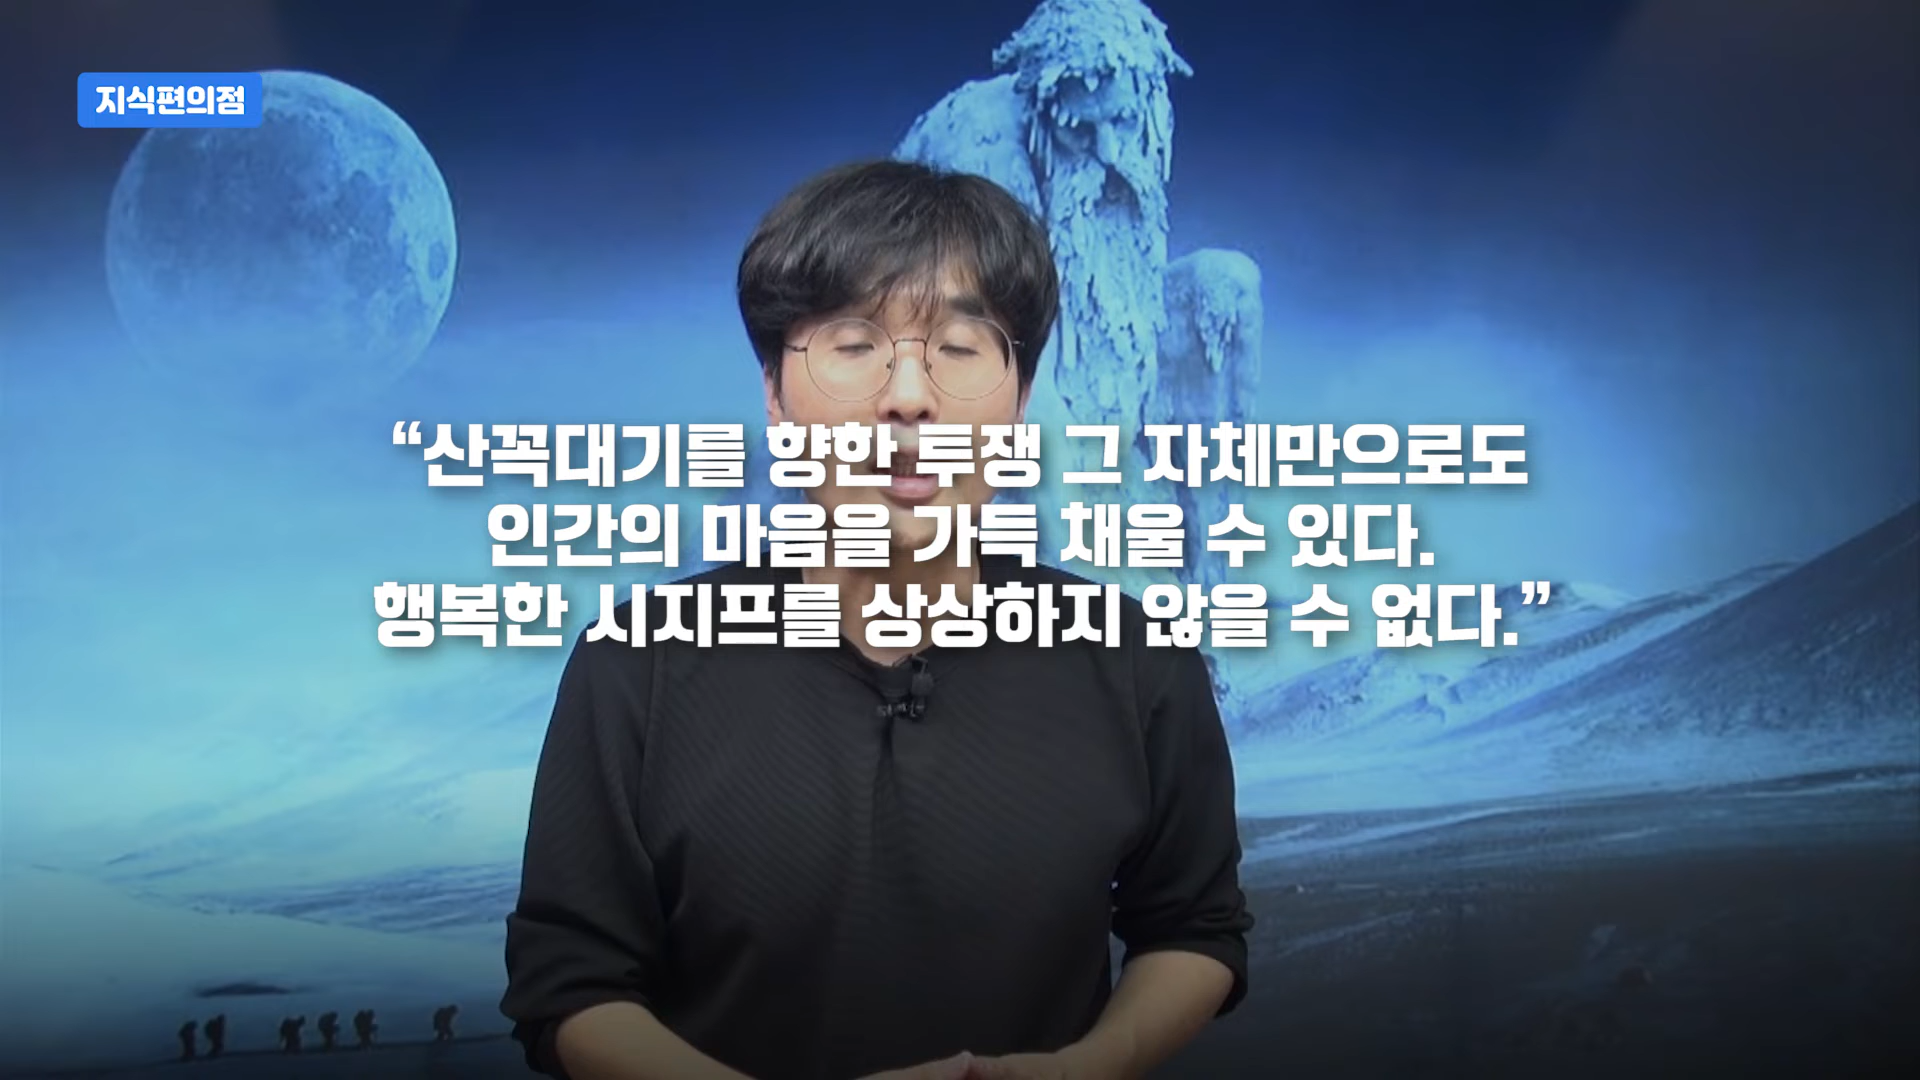 지식편의점
“산꼭대기를 향한 투쟁 그 자체만으로도
인간의 마음을 가득 채울 수 있다.
행복한 시지프를 상상하지 않을 수 없다.”